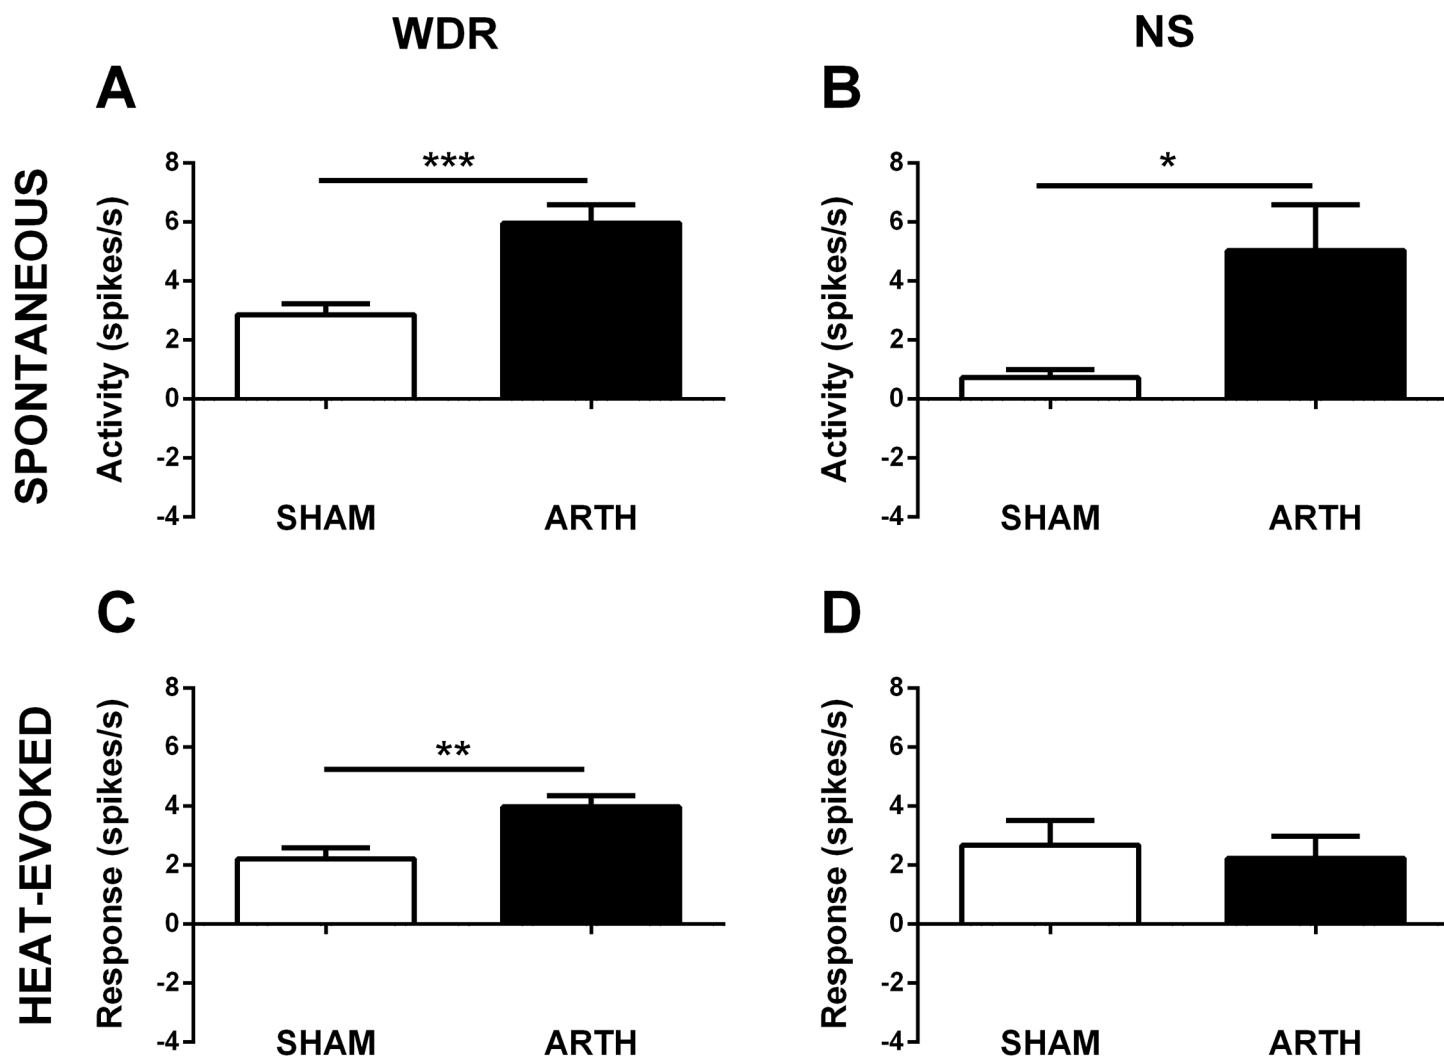 WDR
NS
A
B
SPONTANEOUS
Activity (spikes/s)
8
6
4
2
0
-2
-4
***
SHAM
ARTH
Activity (spikes/s)
8
6
4
2
0
-2
-4
*
SHAM
ARTH
C
D
HEAT-EVOKED
Response (spikes/s)
8
6
4
2
0
-2
-4
**
SHAM
ARTH
Response (spikes/s)
8
6
4
2
0
-2
-4
SHAM
ARTH